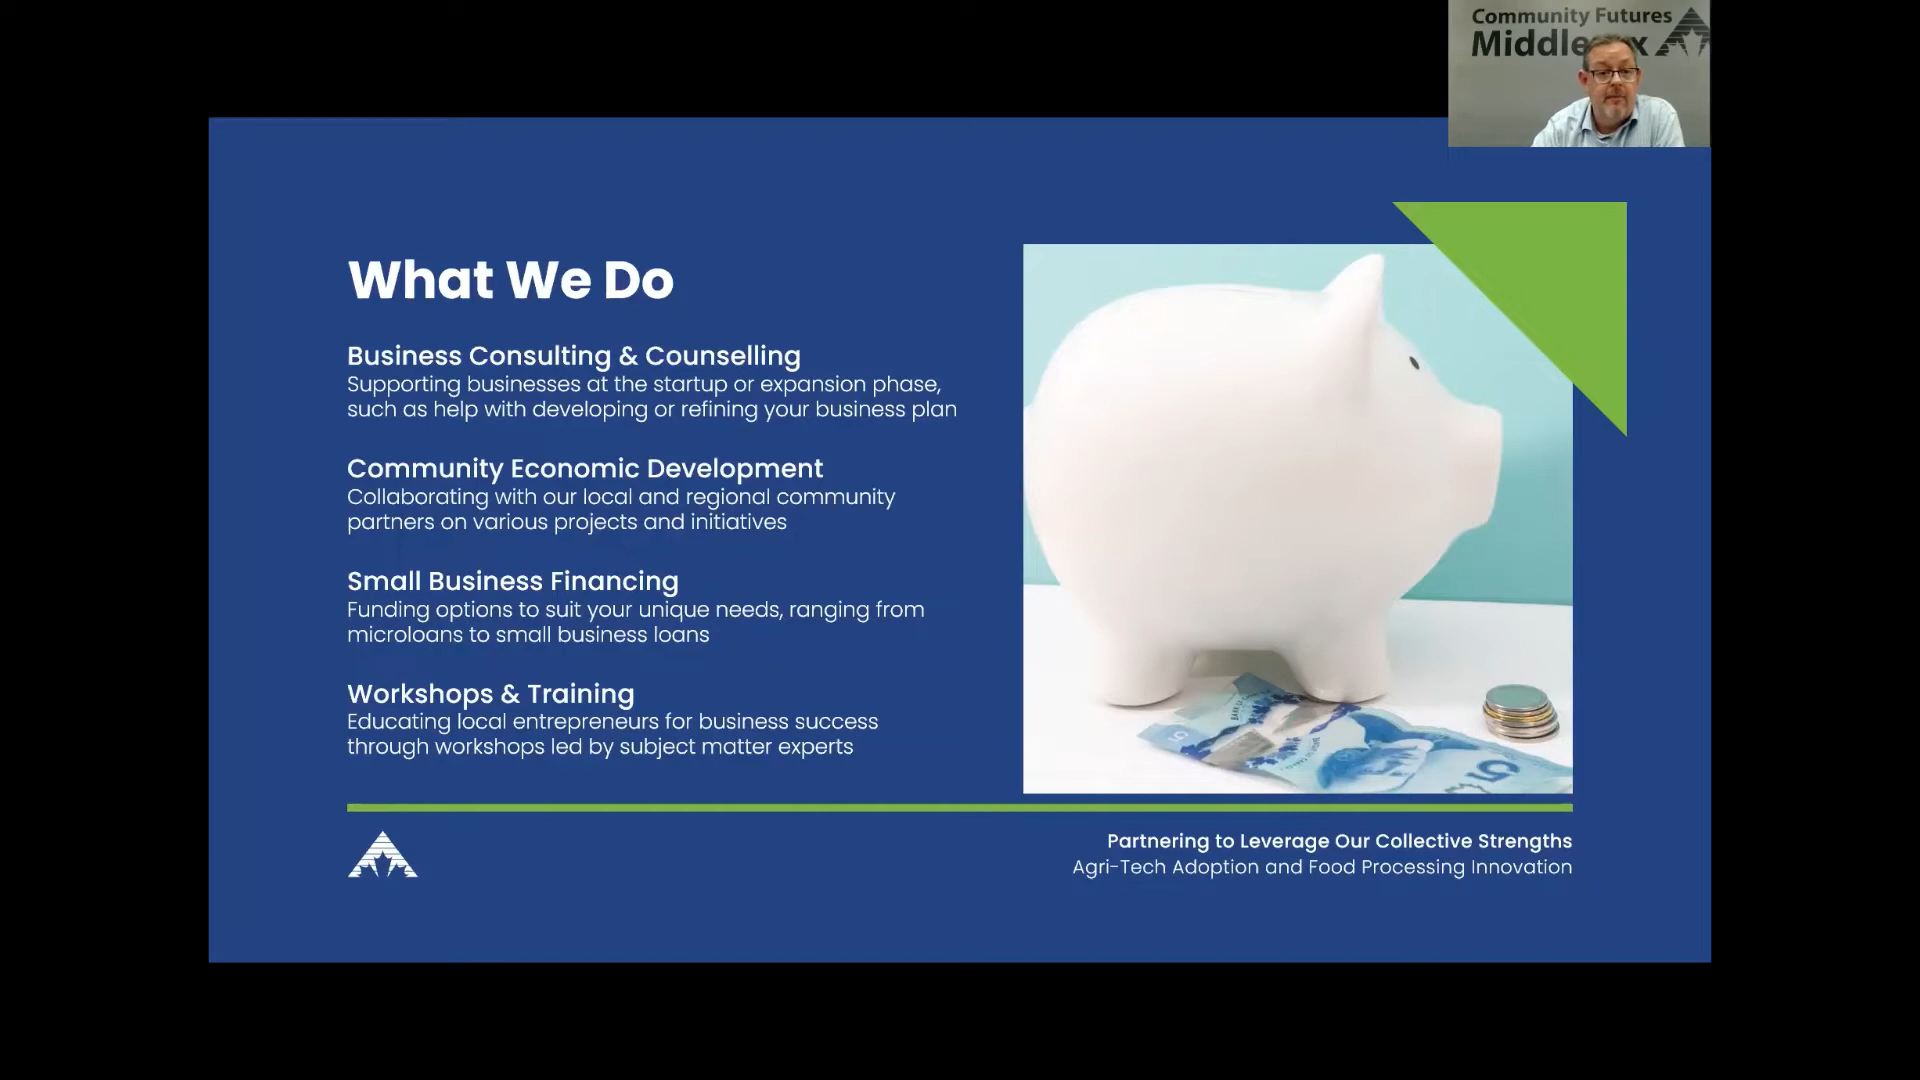 Community Futures
What We Do
Business Consulting & Counselling
Supporting businesses at the startup or expansion phase,
such as help with developing or refining your business plan
Community Economic Development
Collaborating with our local and regional community
partners on various projects and initiatives
Small Business Financing
Funding options to suit your unique needs, ranging from
microloans to small business loans
Workshops & Training
Educating local entrepreneurs for business success
through workshops led by subject matter experts
5
5
Partnering to Leverage Our Collective Strengths
Agri-Tech Adoption and Food Processing Innovation